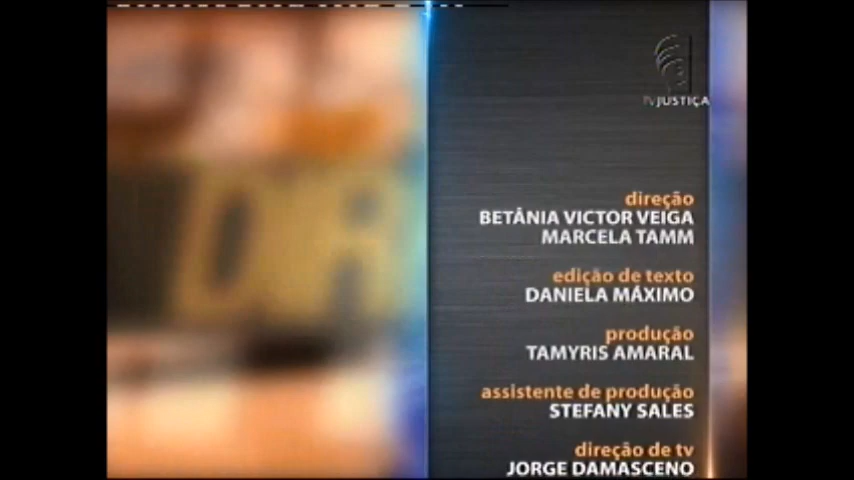 TV JUSTIÇA
direção
BETÂNIA VICTOR VEIGA
MARCELA TAMM
edição de texto
DANIELA MÁXIMO
produção
TAMYRIS AMARAL
assistente de produção
STEFANY SALES
direção de tv
JORGE DAMASCENO